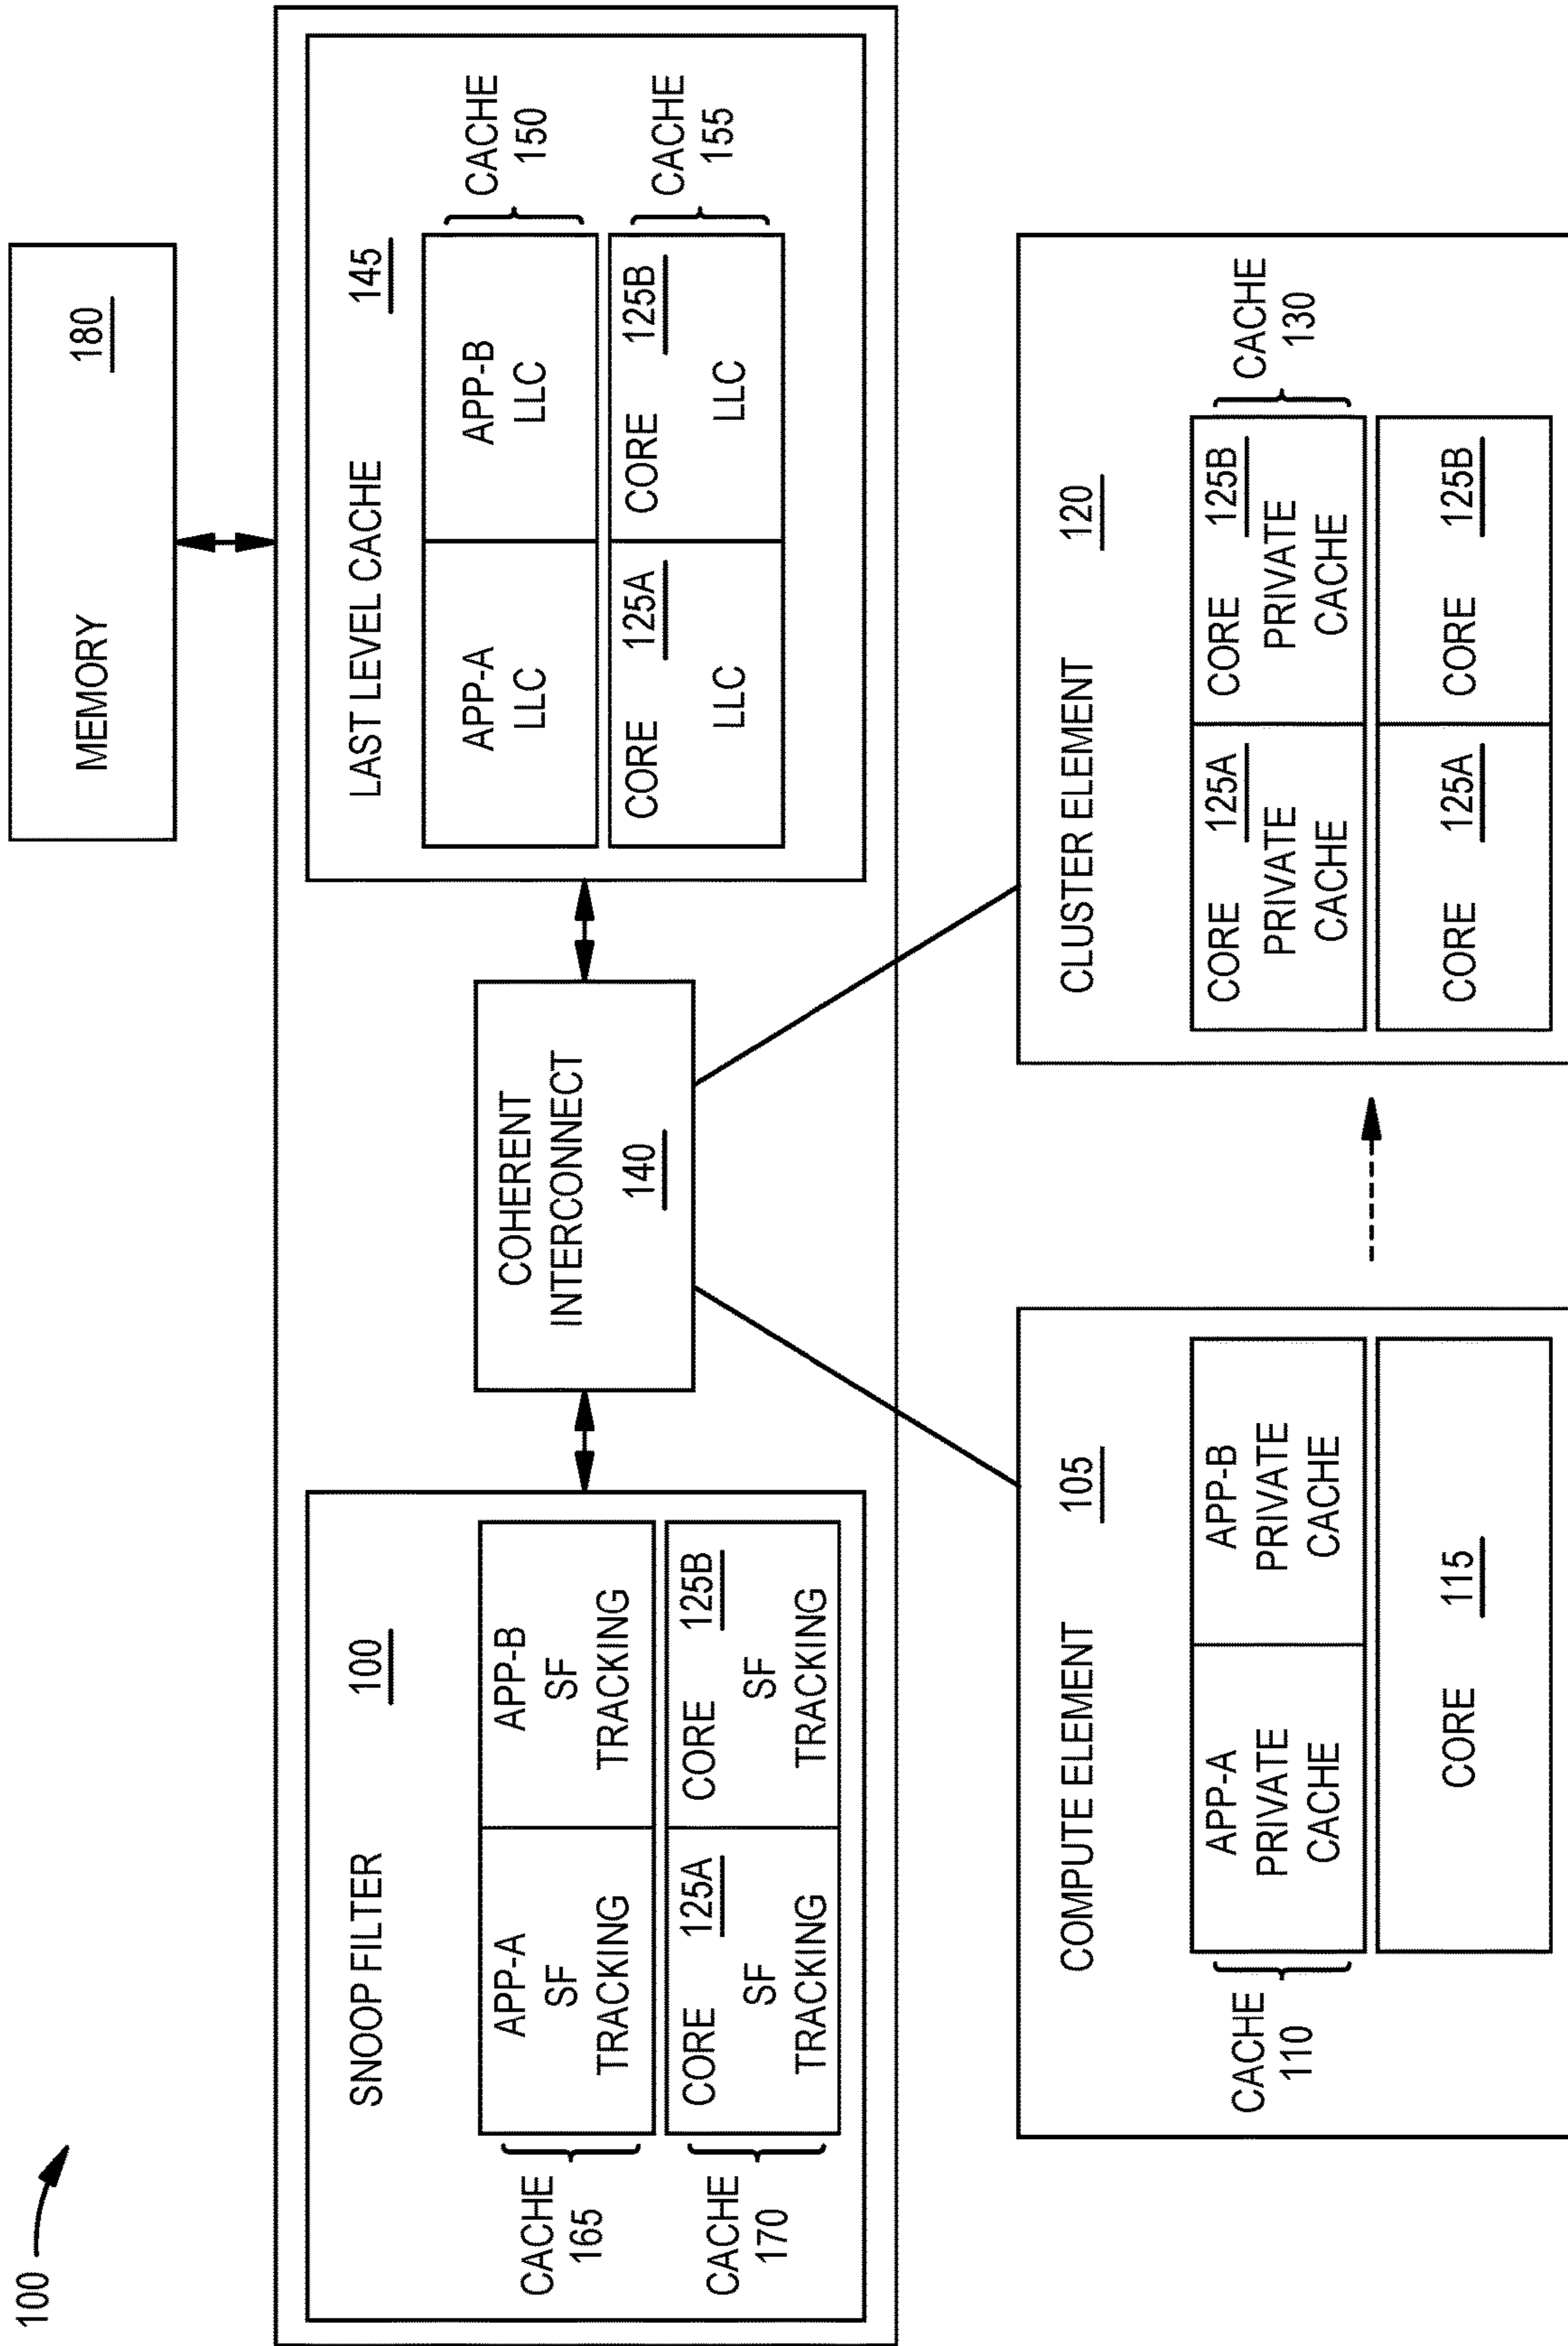 100
MEMORY
180
SNOOP FILTER
100
APP-A
SF
TRACKING
APP-B
SF
TRACKING
CORE 125A
SF
TRACKING
CORE 125B
SF
TRACKING
CACHE
165
CACHE
170
COHERENT
INTERCONNECT
140
LAST LEVEL CACHE
145
APP-A
LLC
APP-B
LLC
CORE 125A
LLC
CORE 125B
LLC
CACHE
150
CACHE
155
COMPUTE ELEMENT
105
CACHE
110
APP-A
PRIVATE
CACHE
APP-B
PRIVATE
CACHE
CORE 115
CLUSTER ELEMENT
120
CORE 125A
PRIVATE
CACHE
CORE 125B
PRIVATE
CACHE
CACHE
130
CORE 125A
CORE 125B